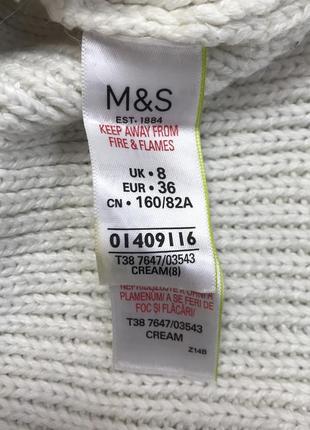 M&S
EST. 1884
KEEP AWAY FROM
FIRE & FLAMES
UK • 8
EUR • 36
CN • 160/82A
01409116
T38 7647/03543
CREAM(8)
PLAMENUM/ A SE FERI DE
FOC ȘI FLĂCĂRI
T38 7647/03543
CREAM
Z14B